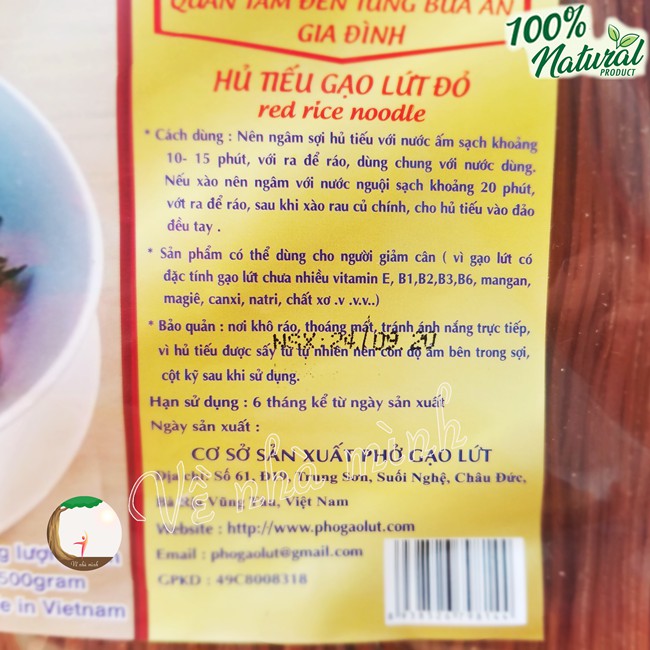 QUAN TÂM ĐẾN TỪNG BỮA ĂN
GIA ĐÌNH
100%
Natural
PRODUCT
HỦ TIẾU GẠO LỨT ĐỎ
red rice noodle
* Cách dùng : Nên ngâm sợi hủ tiếu với nước ấm sạch khoảng
10- 15 phút, vớt ra để ráo, dùng chung với nước dùng.
Nếu xào nên ngâm với nước nguội sạch khoảng 20 phút,
vớt ra để ráo, sau khi xào rau củ chính, cho hủ tiếu vào đảo
đều tay .
* Sản phẩm có thể dùng cho người giảm cân ( vì gạo lứt có
đặc tính gạo lứt chưa nhiều vitamin E, B1,B2,B3,B6, mangan,
magiê, canxi, natri, chất xơ .v .v.v..)
* Bảo quản : nơi khô ráo, thoáng mát, tránh ánh nắng trực tiếp,
NSX: 24/09 20
vì hủ tiếu được sấy từ tự nhiên nên còn độ ẩm bên trong sợi,
cột kỹ sau khi sử dụng.
Hạn sử dụng : 6 tháng kể từ ngày sản xuất
Ngày sản xuất :
CƠ SỞ SẢN XUẤT PHỞ GẠO LỨT
Địa chỉ: Số 61, Đ19, Trung Sơn, Suối Nghệ, Châu Đức,
Bà Rịa Vũng Tàu, Việt Nam
Website : http://www.phogaolut.com
Email : phogaolut@gmail.com
GPKD : 49C8008318
Về nhà mình
Về nhà mình
lượng
500gram
in Vietnam